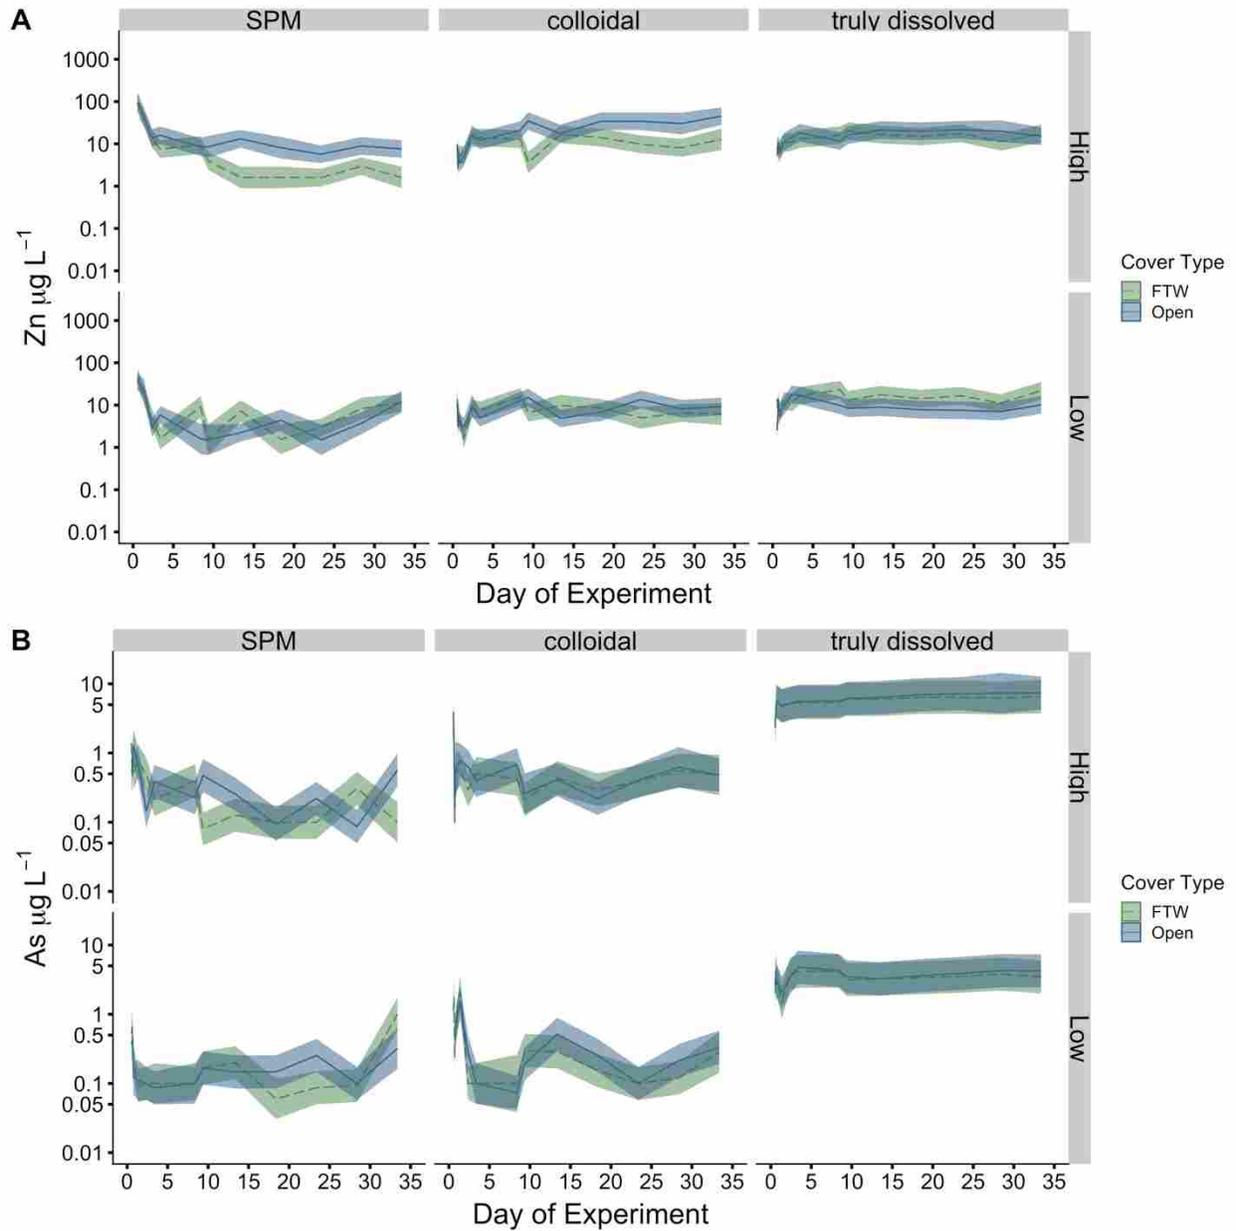 A
SPM colloidal truly dissolved
1000
100
10
1
0.1
0.01
High
Zn µg L−1
1000
100
10
1
0.1
0.01
Low
0 5 10 15 20 25 30 35 0 5 10 15 20 25 30 35 0 5 10 15 20 25 30 35
Day of Experiment
Cover Type
FTW
Open
B
SPM colloidal truly dissolved
10
5
1
0.5
0.1
0.05
0.01
High
As µg L−1
10
5
1
0.5
0.1
0.05
0.01
Low
0 5 10 15 20 25 30 35 0 5 10 15 20 25 30 35 0 5 10 15 20 25 30 35
Day of Experiment
Cover Type
FTW
Open